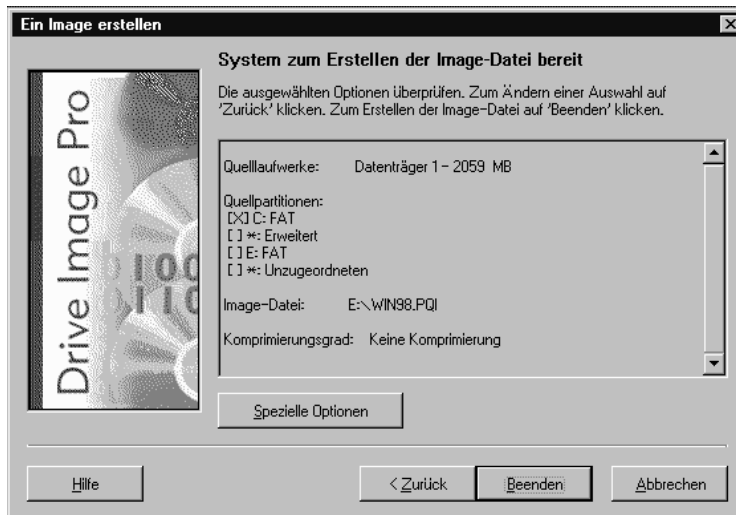 Ein Image erstellen
Drive Image Pro
100
110
System zum Erstellen der Image-Datei bereit
Die ausgewählten Optionen überprüfen. Zum Ändern einer Auswahl auf
'Zurück' klicken. Zum Erstellen der Image-Datei auf 'Beenden' klicken.
Quelllaufwerke: Datenträger 1 - 2059 MB
Quellpartitionen:
[X] C: FAT
[ ] *: Erweitert
[ ] E: FAT
[ ] *: Unzugeordneten
Image-Datei: E:\WIN98.PQI
Komprimierungsgrad: Keine Komprimierung
Spezielle Optionen
Hilfe
< Zurück
Beenden
Abbrechen